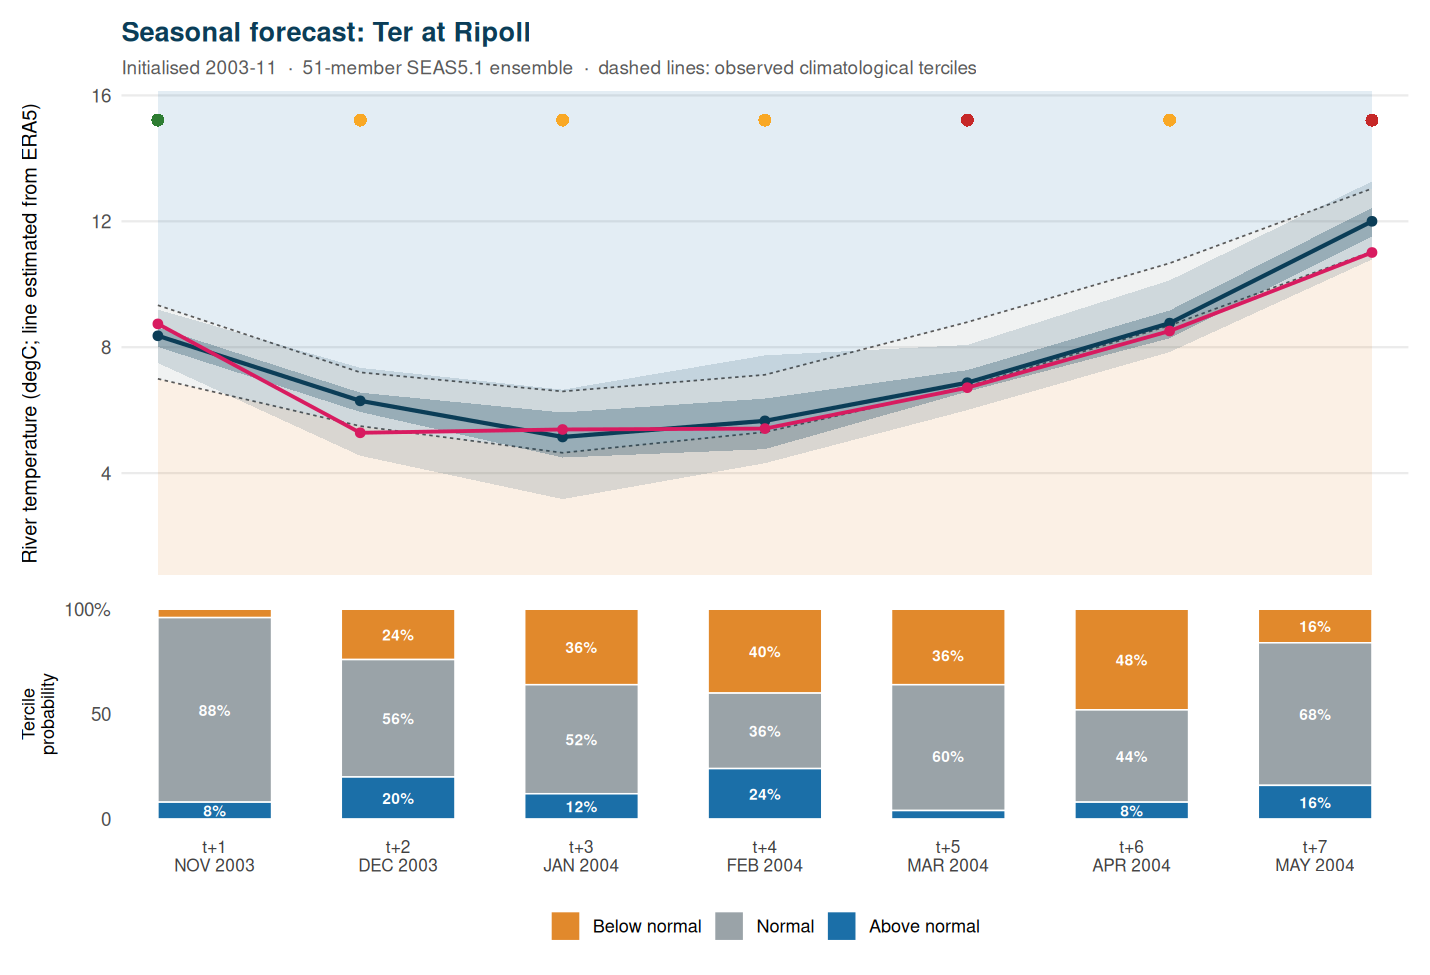 Seasonal forecast: Ter at Ripoll
Initialised 2003-11 · 51-member SEAS5.1 ensemble · dashed lines: observed climatological terciles
River temperature (degC; line estimated from ERA5)
16
12
8
4
Tercile
probability
100%
50
0
88%
8%
24%
56%
20%
36%
52%
12%
40%
36%
24%
36%
60%
48%
44%
8%
16%
68%
16%
t+1
NOV 2003
t+2
DEC 2003
t+3
JAN 2004
t+4
FEB 2004
t+5
MAR 2004
t+6
APR 2004
t+7
MAY 2004
Below normal
Normal
Above normal